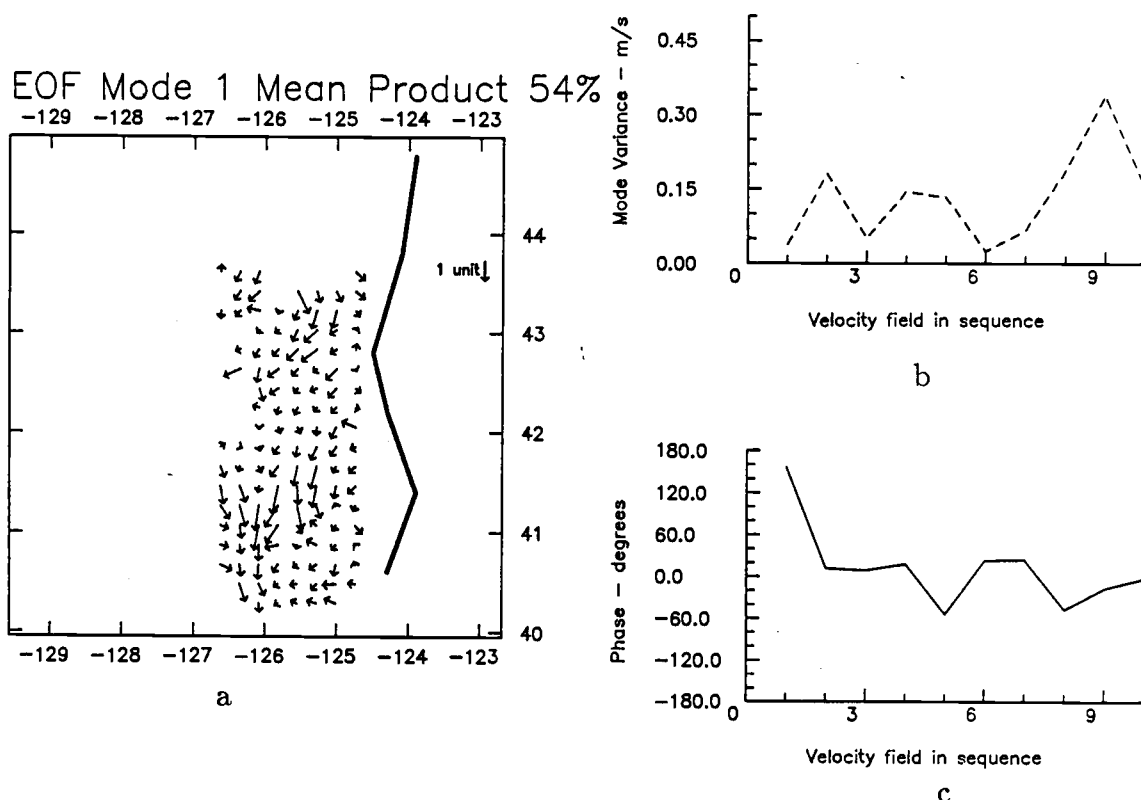 EOF Mode 1 Mean Product 54%
-129 -128 -127 -126 -125 -124 -123
44
1 unit
43
42
41
40
-129 -128 -127 -126 -125 -124 -123
a
Mode Variance – m/s
0.45
0.30
0.15
0.00
0 3 6 9
Velocity field in sequence
b
Phase – degrees
180.0
120.0
60.0
0.0
-60.0
-120.0
-180.0
0 3 6 9
Velocity field in sequence
c